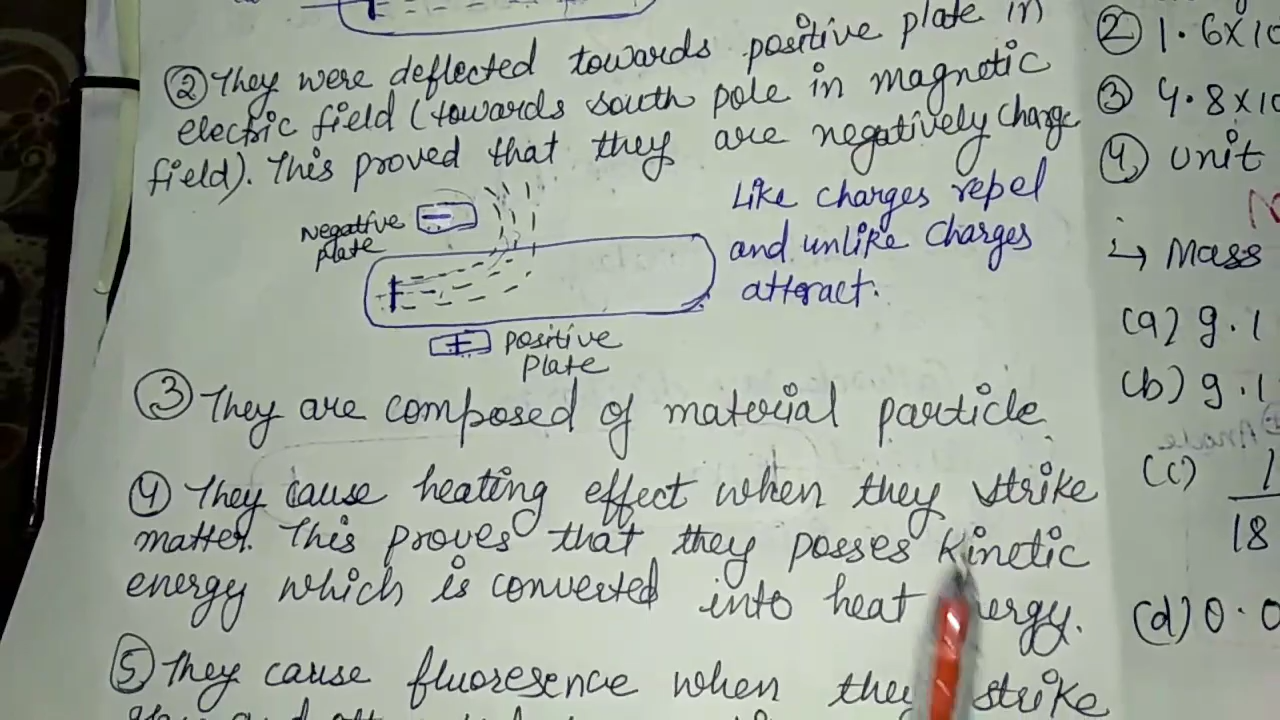 ② They were deflected towards positive plate in
electric field (towards south pole in magnetic
field). This proved that they are negatively charge
Negative
plate
−
Like charges repel
and unlike charges
attract.
+ positive
plate
③ They are composed of material particle
④ They cause heating effect when they strike
matter. This proves that they posses kinetic
energy which is converted into heat
⑤ They cause fluoresence when they strike
② 1.6×10
③ 4.8×10
④ unit
↳ Mass
(a) 9.1
(b) 9.1
(c) 1
18
(d) 0.0